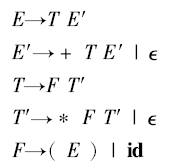 E→T E′
E′→ + T E′ | ϵ
T→F T′
T′→ * F T′ | ϵ
F→( E ) | id